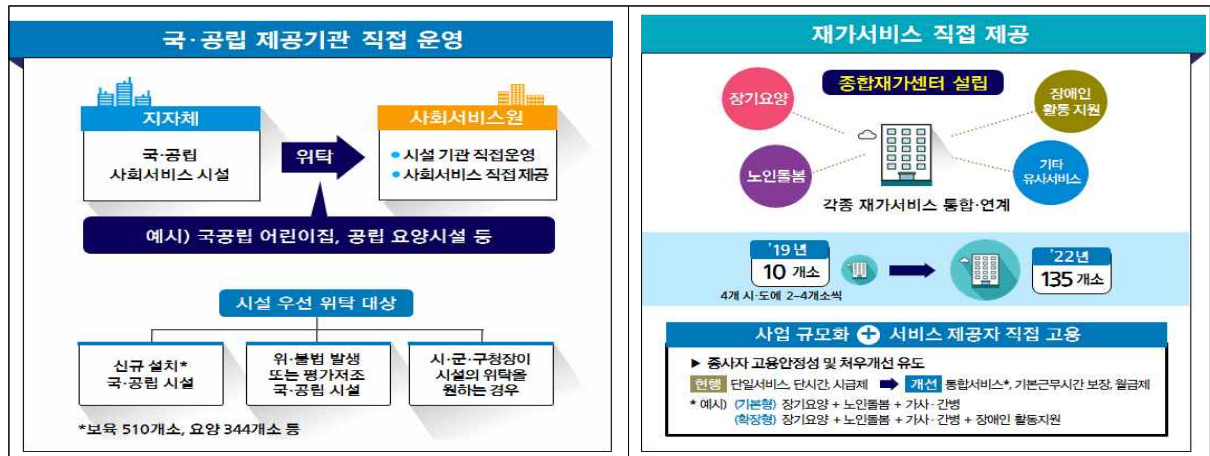 국·공립 제공기관 직접 운영
지자체
국·공립
사회서비스 시설
위탁
사회서비스원
• 시설 기관 직접운영
• 사회서비스 직접 제공
예시) 국공립 어린이집, 공립 요양시설 등
시설 우선 위탁 대상
신규 설치*
국·공립 시설
위·불법 발생
또는 평가저조
국·공립 시설
시·군·구청장이
시설의 위탁을
원하는 경우
*보육 510개소, 요양 344개소 등
재가서비스 직접 제공
종합재가센터 설립
장기요양
장애인
활동 지원
노인돌봄
기타
유사서비스
각종 재가서비스 통합·연계
'19년
10 개소
4개 시·도에 2-4개소씩
'22년
135 개소
사업 규모화 + 서비스 제공자 직접 고용
▶ 종사자 고용안정성 및 처우개선 유도
현행 단일서비스, 단시간, 시급제 ➡ 개선 통합서비스*, 기본근무시간 보장, 월급제
* 예시) (기본형) 장기요양 + 노인돌봄 + 가사·간병
(확장형) 장기요양 + 노인돌봄 + 가사·간병 + 장애인 활동지원